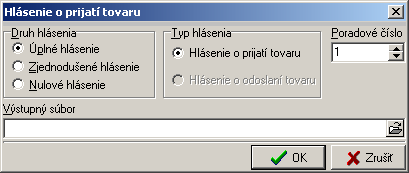 Hlásenie o prijatí tovaru
Druh hlásenia
Úplné hlásenie
Zjednodušené hlásenie
Nulové hlásenie
Typ hlásenia
Hlásenie o prijatí tovaru
Hlásenie o odoslaní tovaru
Poradové číslo
1
Výstupný súbor
OK
Zrušiť